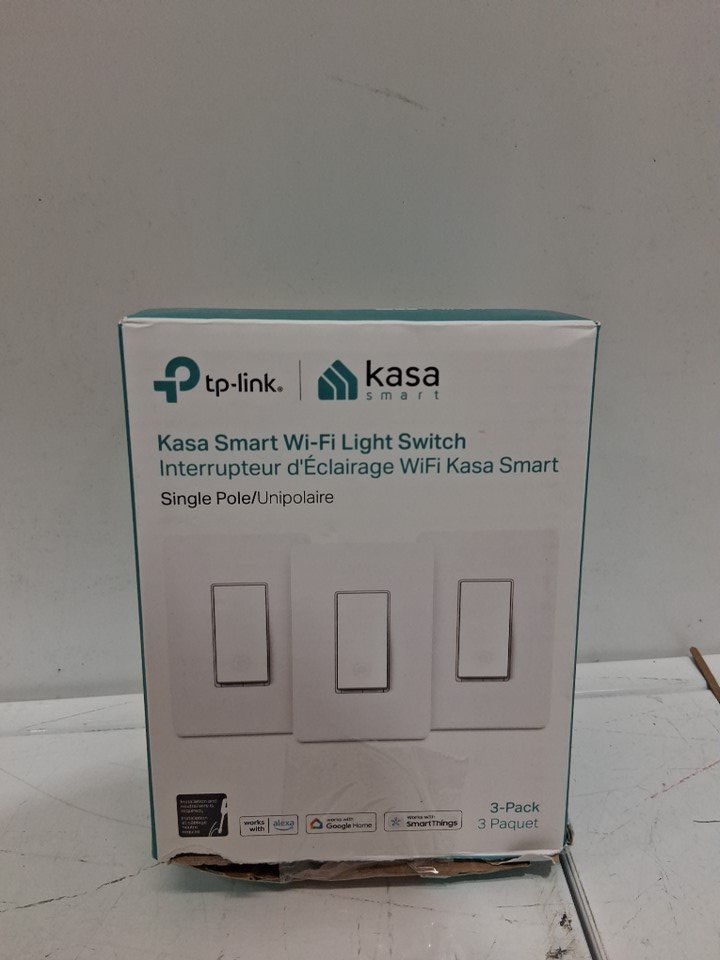 tp-link | kasa
smart
Kasa Smart Wi-Fi Light Switch
Interrupteur d'Éclairage WiFi Kasa Smart
Single Pole/Unipolaire
works with | alexa
works with
Google Home
Works with
SmartThings
3-Pack
3 Paquet